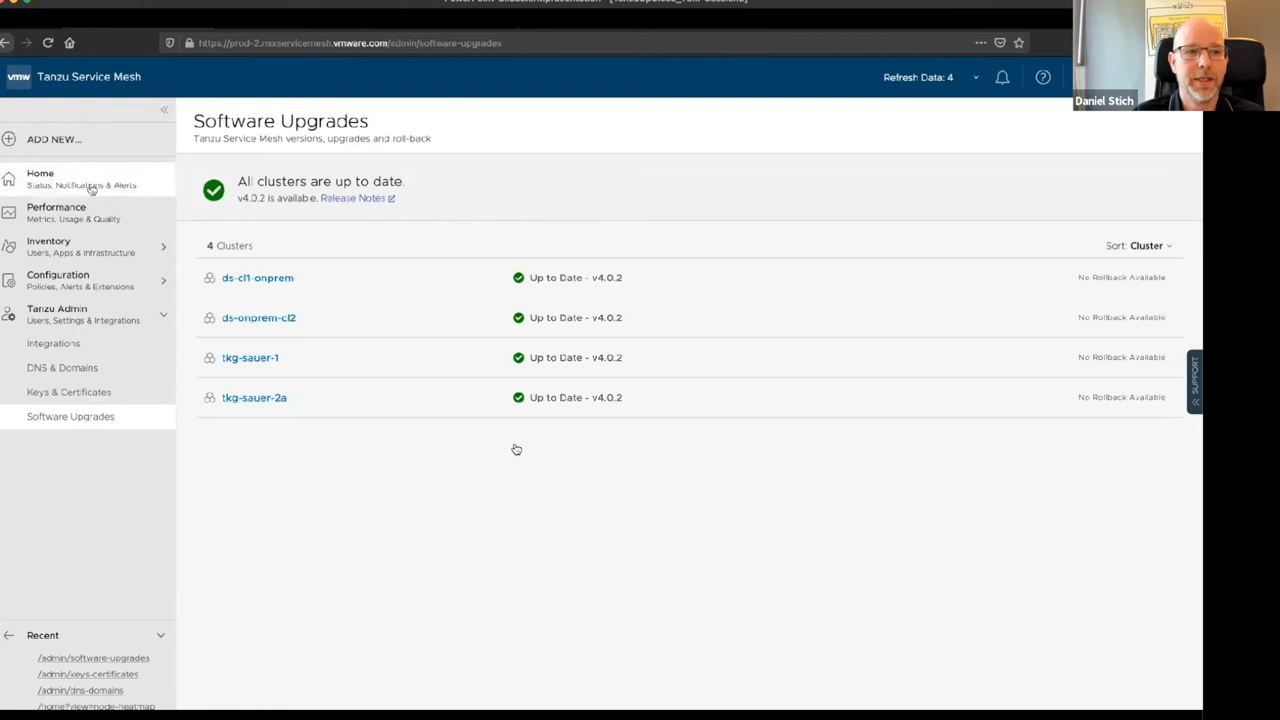 https://prod-2.nsxservicemesh.vmware.com/admin/software-upgrades
vmw Tanzu Service Mesh
Refresh Data: 4
Daniel Stich
ADD NEW...
Home
Status, Notifications & Alerts
Performance
Metrics, Usage & Quality
Inventory
Users, Apps & Infrastructure
Configuration
Policies, Alerts & Extensions
Tanzu Admin
Users, Settings & Integrations
Integrations
DNS & Domains
Keys & Certificates
Software Upgrades
Recent
/admin/software-upgrades
/admin/keys-certificates
/admin/dns-domains
/home?view=node-heatmap
Software Upgrades
Tanzu Service Mesh versions, upgrades and roll-back
All clusters are up to date.
v4.0.2 is available. Release Notes
4 Clusters
Sort: Cluster
ds-cl1-onprem Up to Date - v4.0.2 No Rollback Available
ds-onprem-cl2 Up to Date - v4.0.2 No Rollback Available
tkg-sauer-1 Up to Date - v4.0.2 No Rollback Available
tkg-sauer-2a Up to Date - v4.0.2 No Rollback Available
SUPPORT